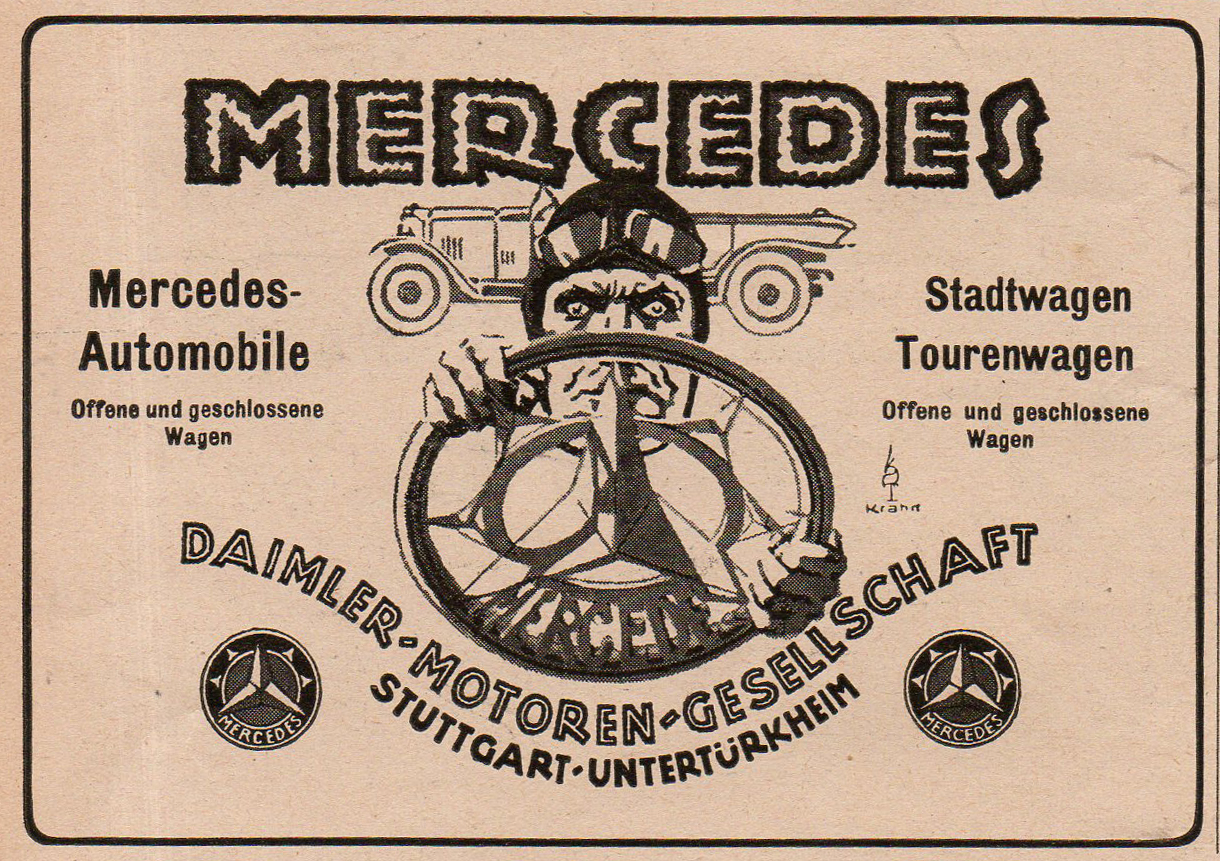 MERCEDES
Mercedes-
Automobile
Offene und geschlossene
Wagen
Stadtwagen
Tourenwagen
Offene und geschlossene
Wagen
Krahn
MERCEDES
DAIMLER-MOTOREN-GESELLSCHAFT
STUTTGART·UNTERTÜRKHEIM
MERCEDES
MERCEDES